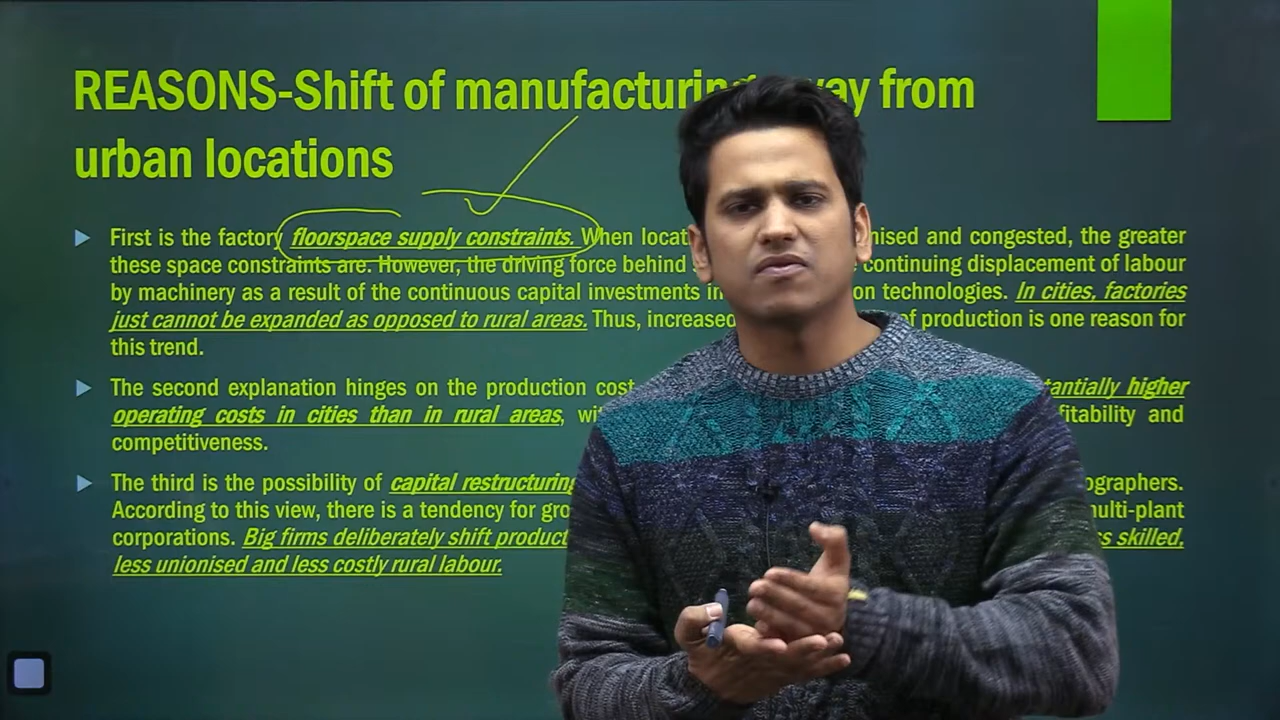 REASONS-Shift of manufacturing away from
urban locations
First is the factory floorspace supply constraints. When locat nised and congested, the greater
these space constraints are. However, the driving force behind continuing displacement of labour
by machinery as a result of the continuous capital investments in on technologies. In cities, factories
just cannot be expanded as opposed to rural areas. Thus, increased of production is one reason for
this trend.
The second explanation hinges on the production cost tantially higher
operating costs in cities than in rural areas, wi fitability and
competitiveness.
The third is the possibility of capital restructuring ographers.
According to this view, there is a tendency for gro multi-plant
corporations. Big firms deliberately shift product s skilled,
less unionised and less costly rural labour.